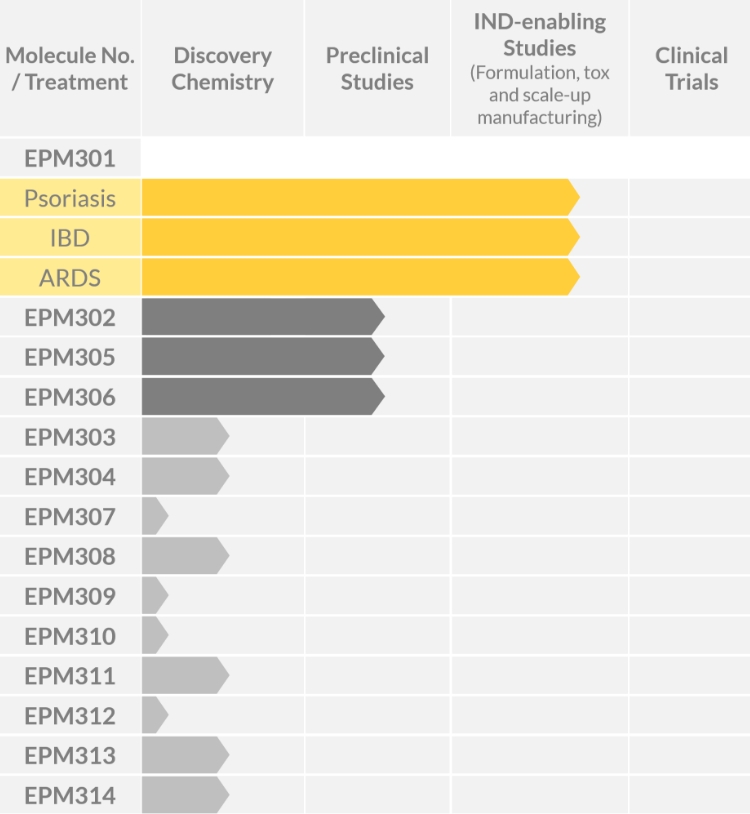 Molecule No.
/ Treatment
Discovery
Chemistry
Preclinical
Studies
IND-enabling
Studies
(Formulation, tox
and scale-up
manufacturing)
Clinical
Trials
EPM301
Psoriasis
IBD
ARDS
EPM302
EPM305
EPM306
EPM303
EPM304
EPM307
EPM308
EPM309
EPM310
EPM311
EPM312
EPM313
EPM314